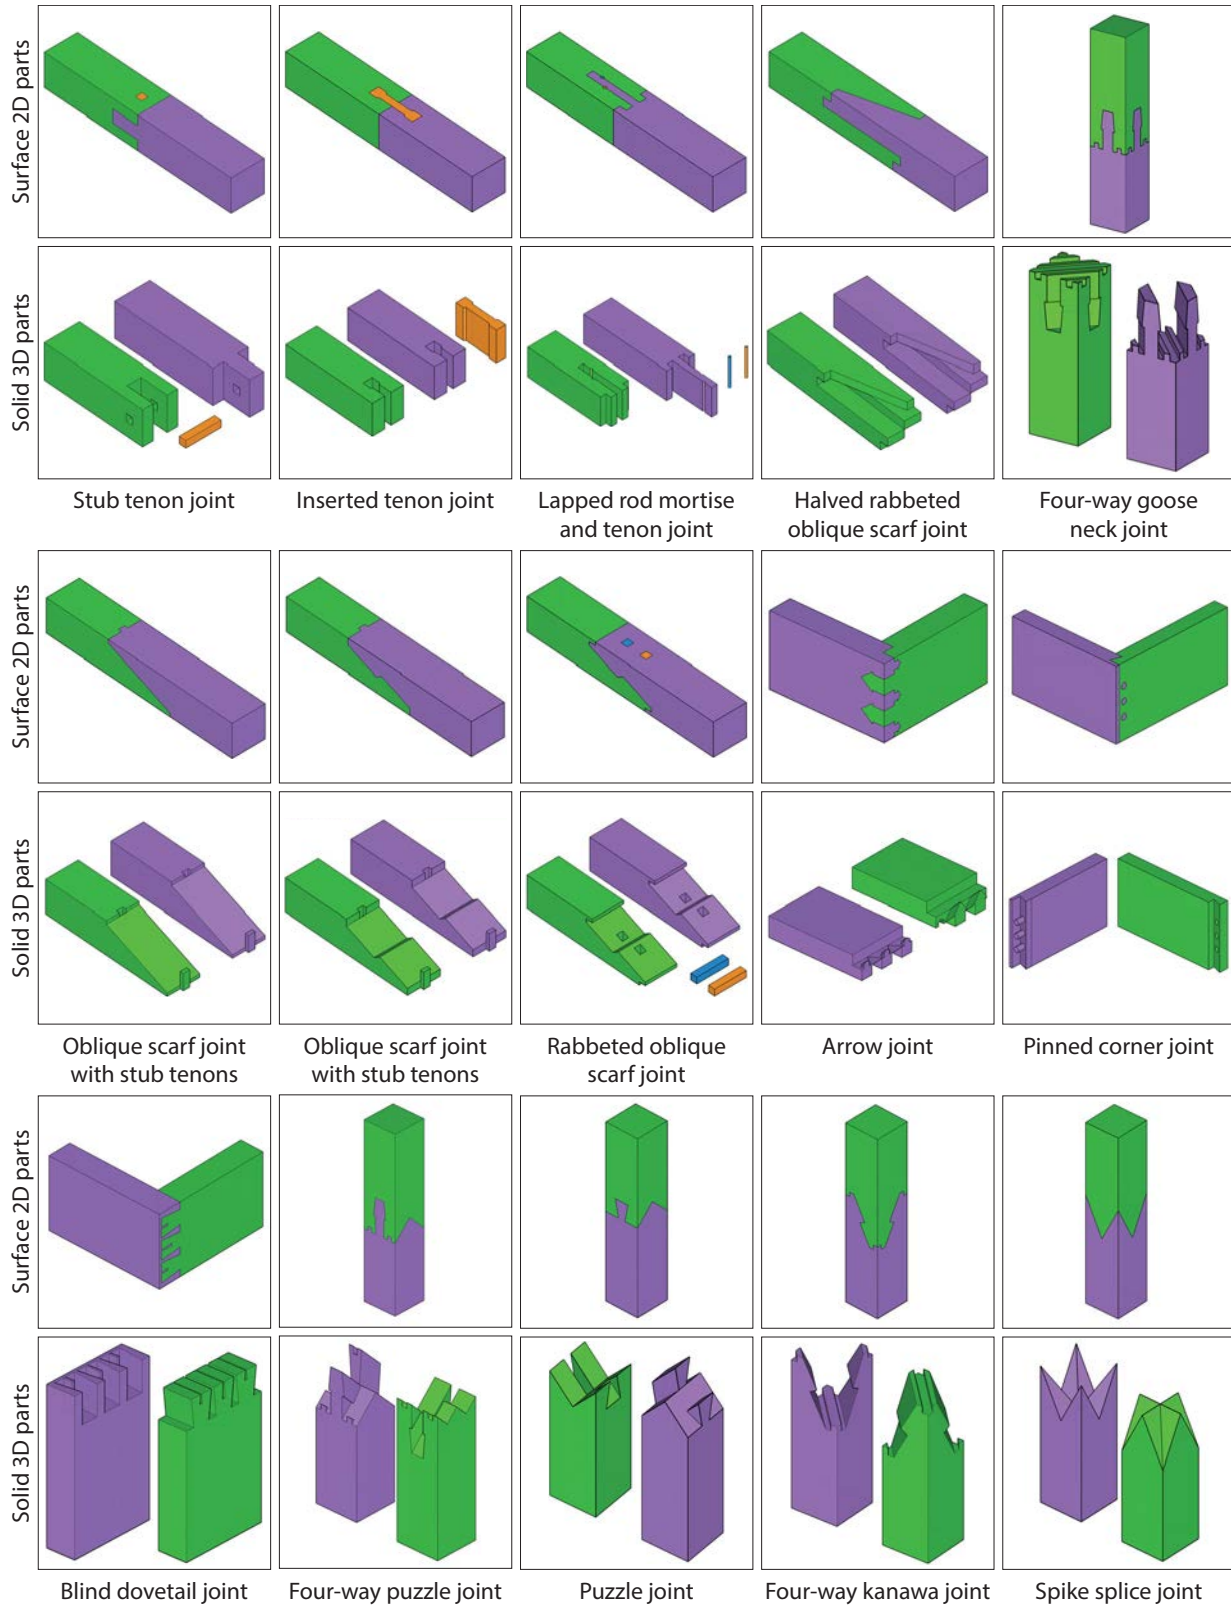 Surface 2D parts
Solid 3D parts
Stub tenon joint
Inserted tenon joint
Lapped rod mortise
and tenon joint
Halved rabbeted
oblique scarf joint
Four-way goose
neck joint
Surface 2D parts
Solid 3D parts
Oblique scarf joint
with stub tenons
Oblique scarf joint
with stub tenons
Rabbeted oblique
scarf joint
Arrow joint
Pinned corner joint
Surface 2D parts
Solid 3D parts
Blind dovetail joint
Four-way puzzle joint
Puzzle joint
Four-way kanawa joint
Spike splice joint